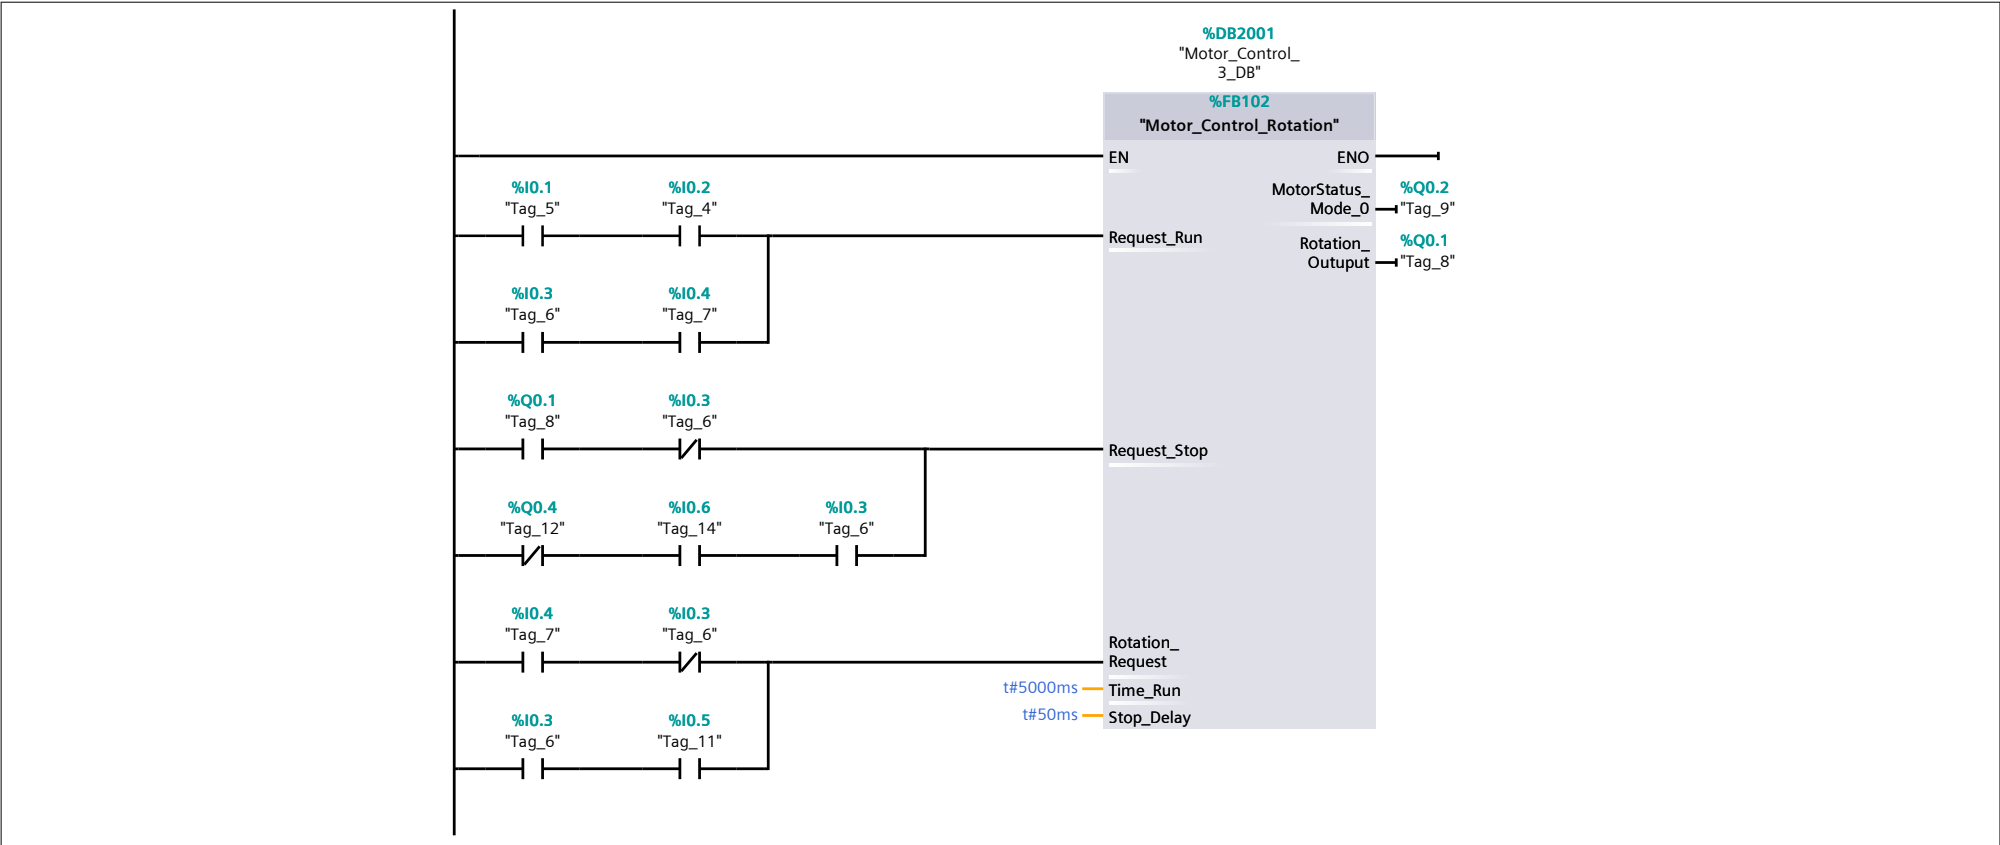 %DB2001
"Motor_Control_
3_DB"
%FB102
"Motor_Control_Rotation"
EN
ENO
%I0.1
"Tag_5"
%I0.2
"Tag_4"
Request_Run
MotorStatus_
Mode_0
%Q0.2
"Tag_9"
Rotation_
Outuput
%Q0.1
"Tag_8"
%I0.3
"Tag_6"
%I0.4
"Tag_7"
%Q0.1
"Tag_8"
%I0.3
"Tag_6"
Request_Stop
%Q0.4
"Tag_12"
%I0.6
"Tag_14"
%I0.3
"Tag_6"
%I0.4
"Tag_7"
%I0.3
"Tag_6"
Rotation_
Request
t#5000ms
Time_Run
t#50ms
Stop_Delay
%I0.3
"Tag_6"
%I0.5
"Tag_11"